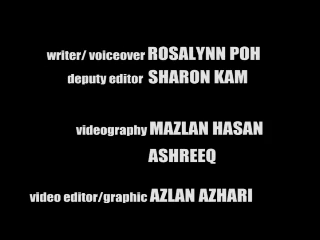 writer/ voiceover ROSALYNN POH
deputy editor SHARON KAM
videography MAZLAN HASAN
ASHREEQ
video editor/graphic AZLAN AZHARI